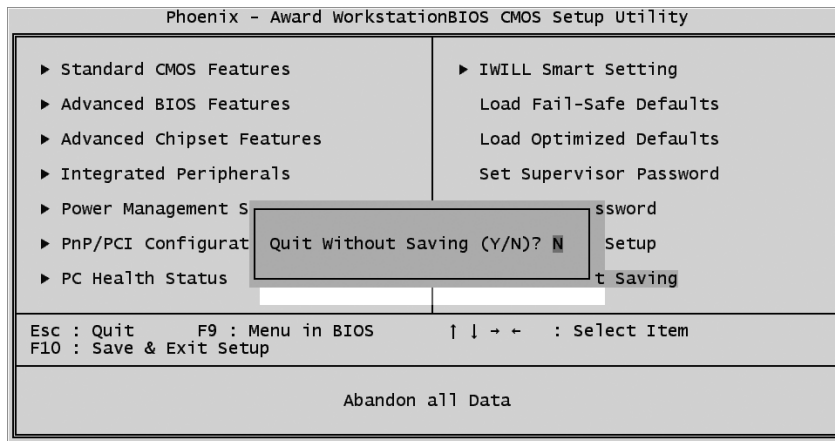 Phoenix - Award WorkstationBIOS CMOS Setup Utility
▶ Standard CMOS Features
▶ Advanced BIOS Features
▶ Advanced Chipset Features
▶ Integrated Peripherals
▶ Power Management S
▶ PnP/PCI Configurat
▶ PC Health Status
▶ IWILL Smart Setting
Load Fail-Safe Defaults
Load Optimized Defaults
Set Supervisor Password
ssword
Setup
t Saving
Quit Without Saving (Y/N)? N
Esc : Quit F9 : Menu in BIOS ↑ ↓ → ← : Select Item
F10 : Save & Exit Setup
Abandon all Data